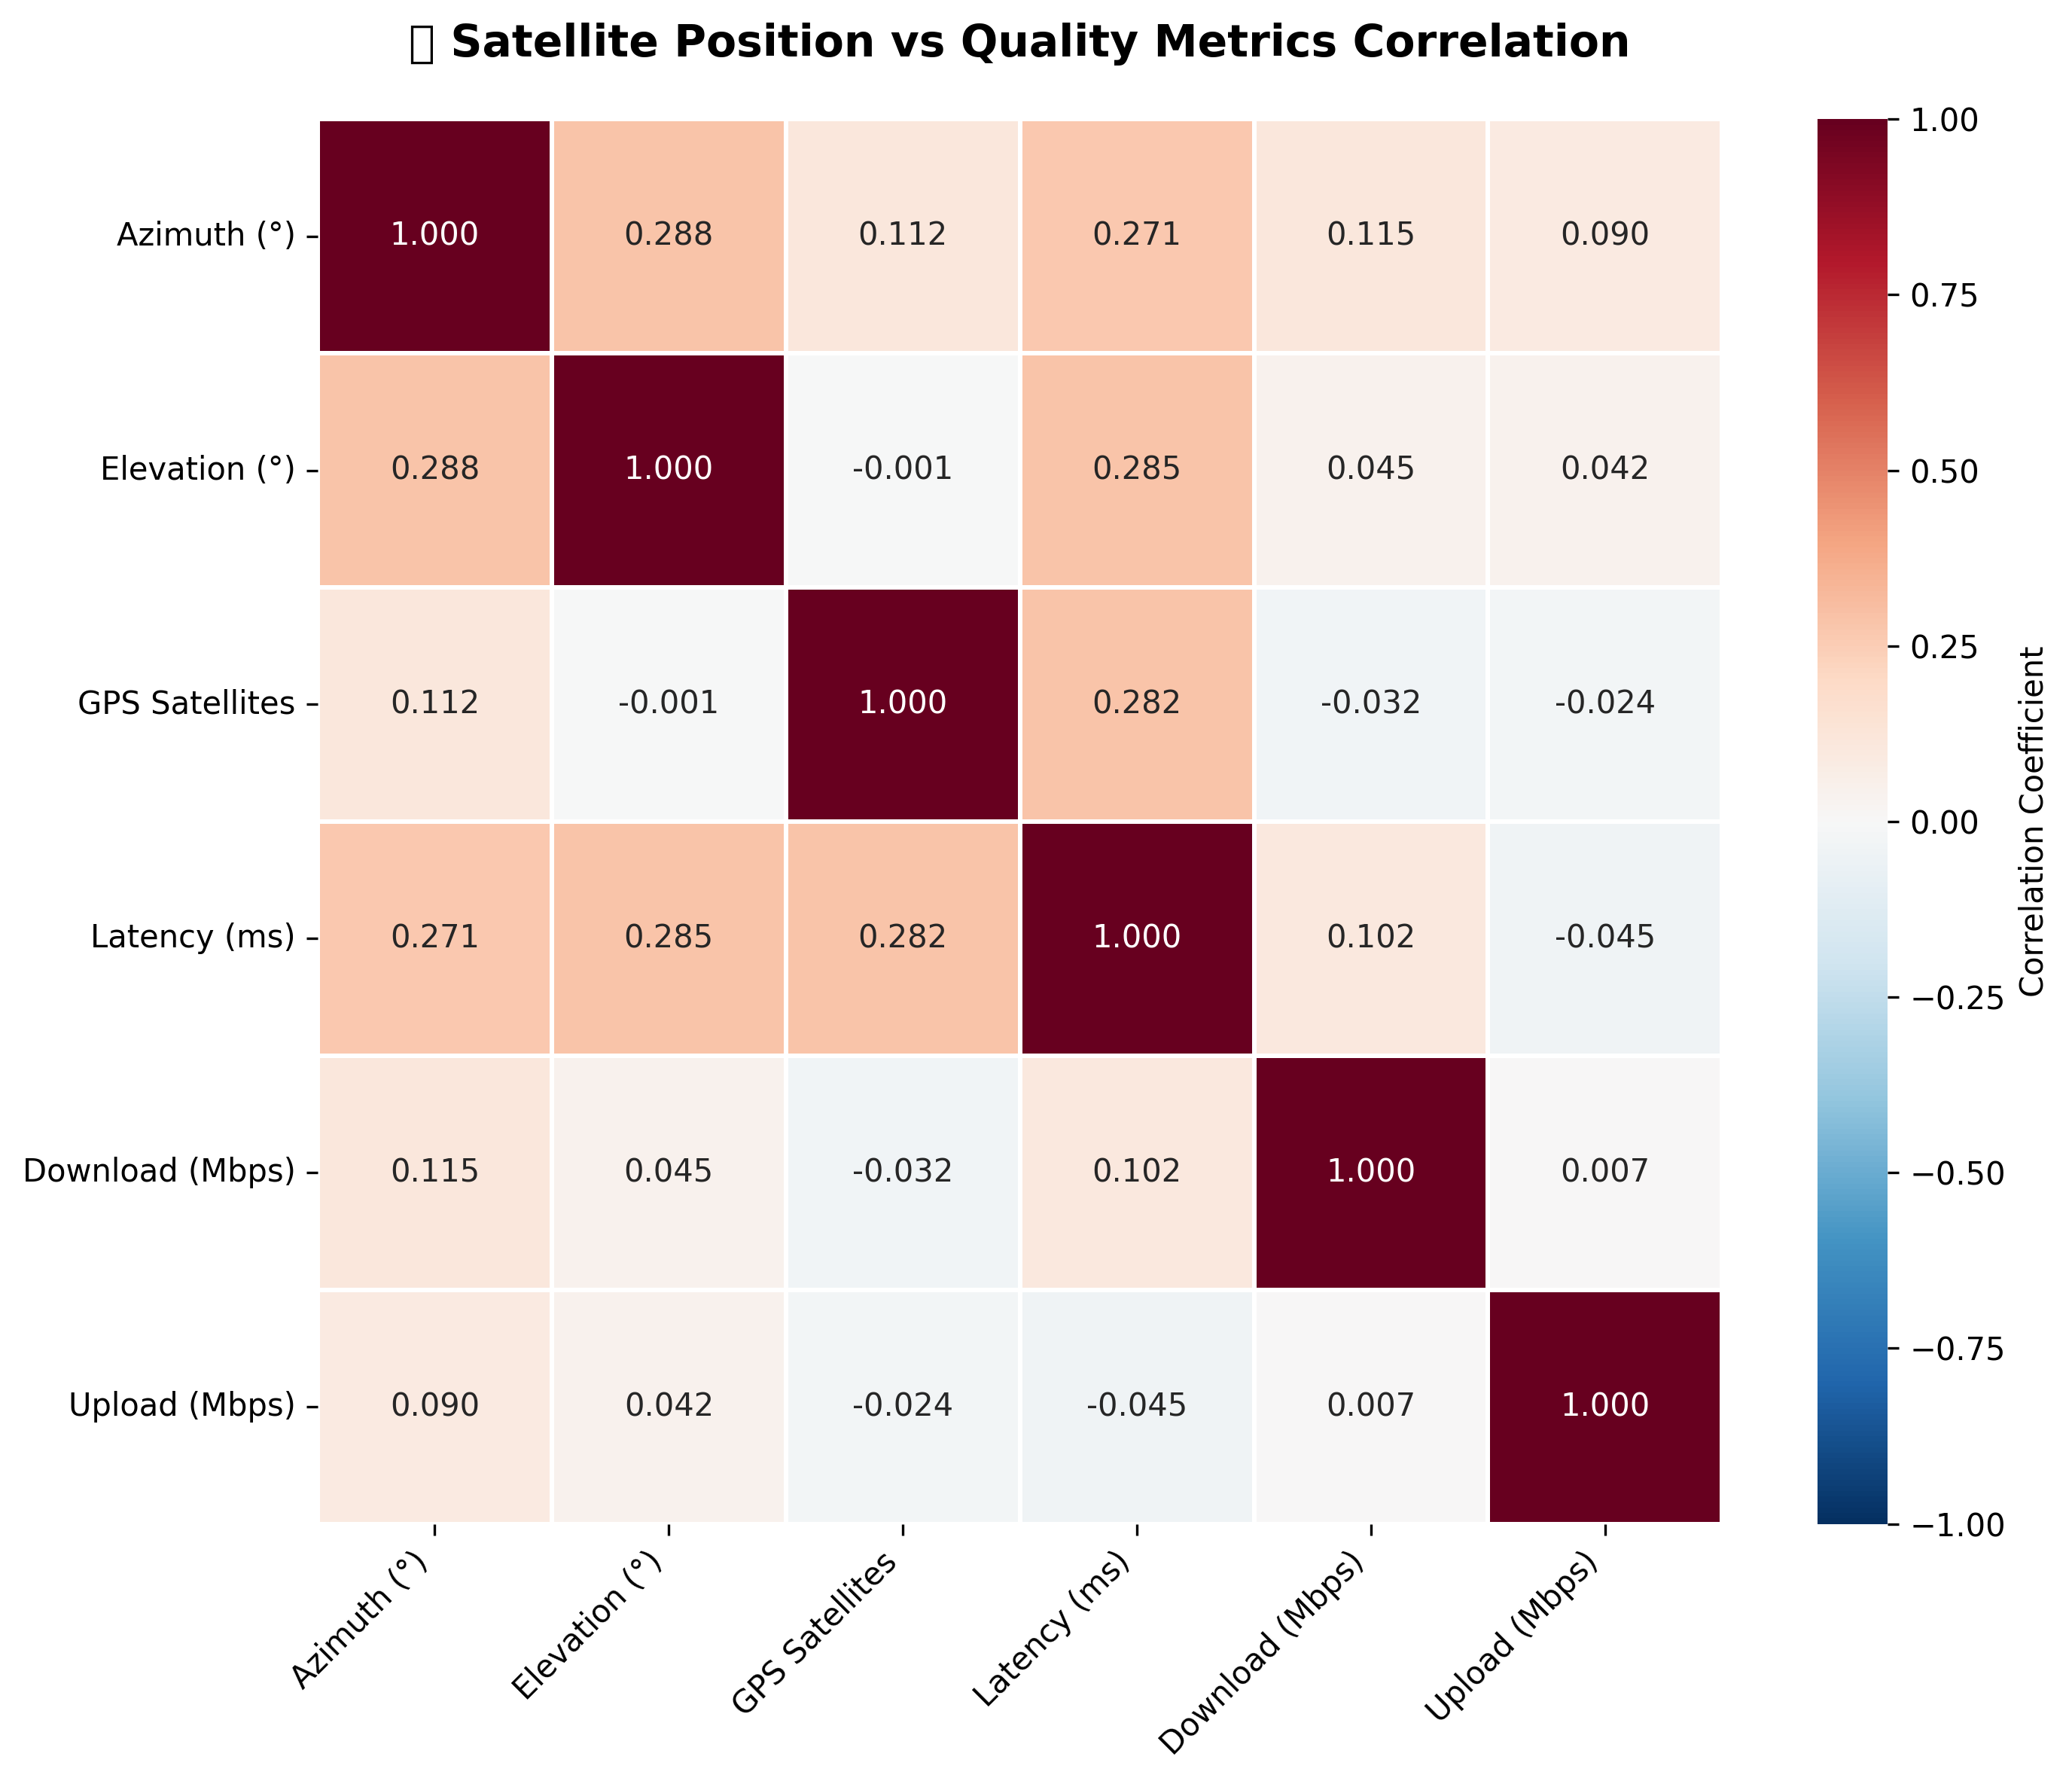 Satellite Position vs Quality Metrics Correlation
Azimuth (°) 1.000 0.288 0.112 0.271 0.115 0.090
Elevation (°) 0.288 1.000 -0.001 0.285 0.045 0.042
GPS Satellites 0.112 -0.001 1.000 0.282 -0.032 -0.024
Latency (ms) 0.271 0.285 0.282 1.000 0.102 -0.045
Download (Mbps) 0.115 0.045 -0.032 0.102 1.000 0.007
Upload (Mbps) 0.090 0.042 -0.024 -0.045 0.007 1.000
Azimuth (°)
Elevation (°)
GPS Satellites
Latency (ms)
Download (Mbps)
Upload (Mbps)
1.00
0.75
0.50
0.25
0.00
−0.25
−0.50
−0.75
−1.00
Correlation Coefficient